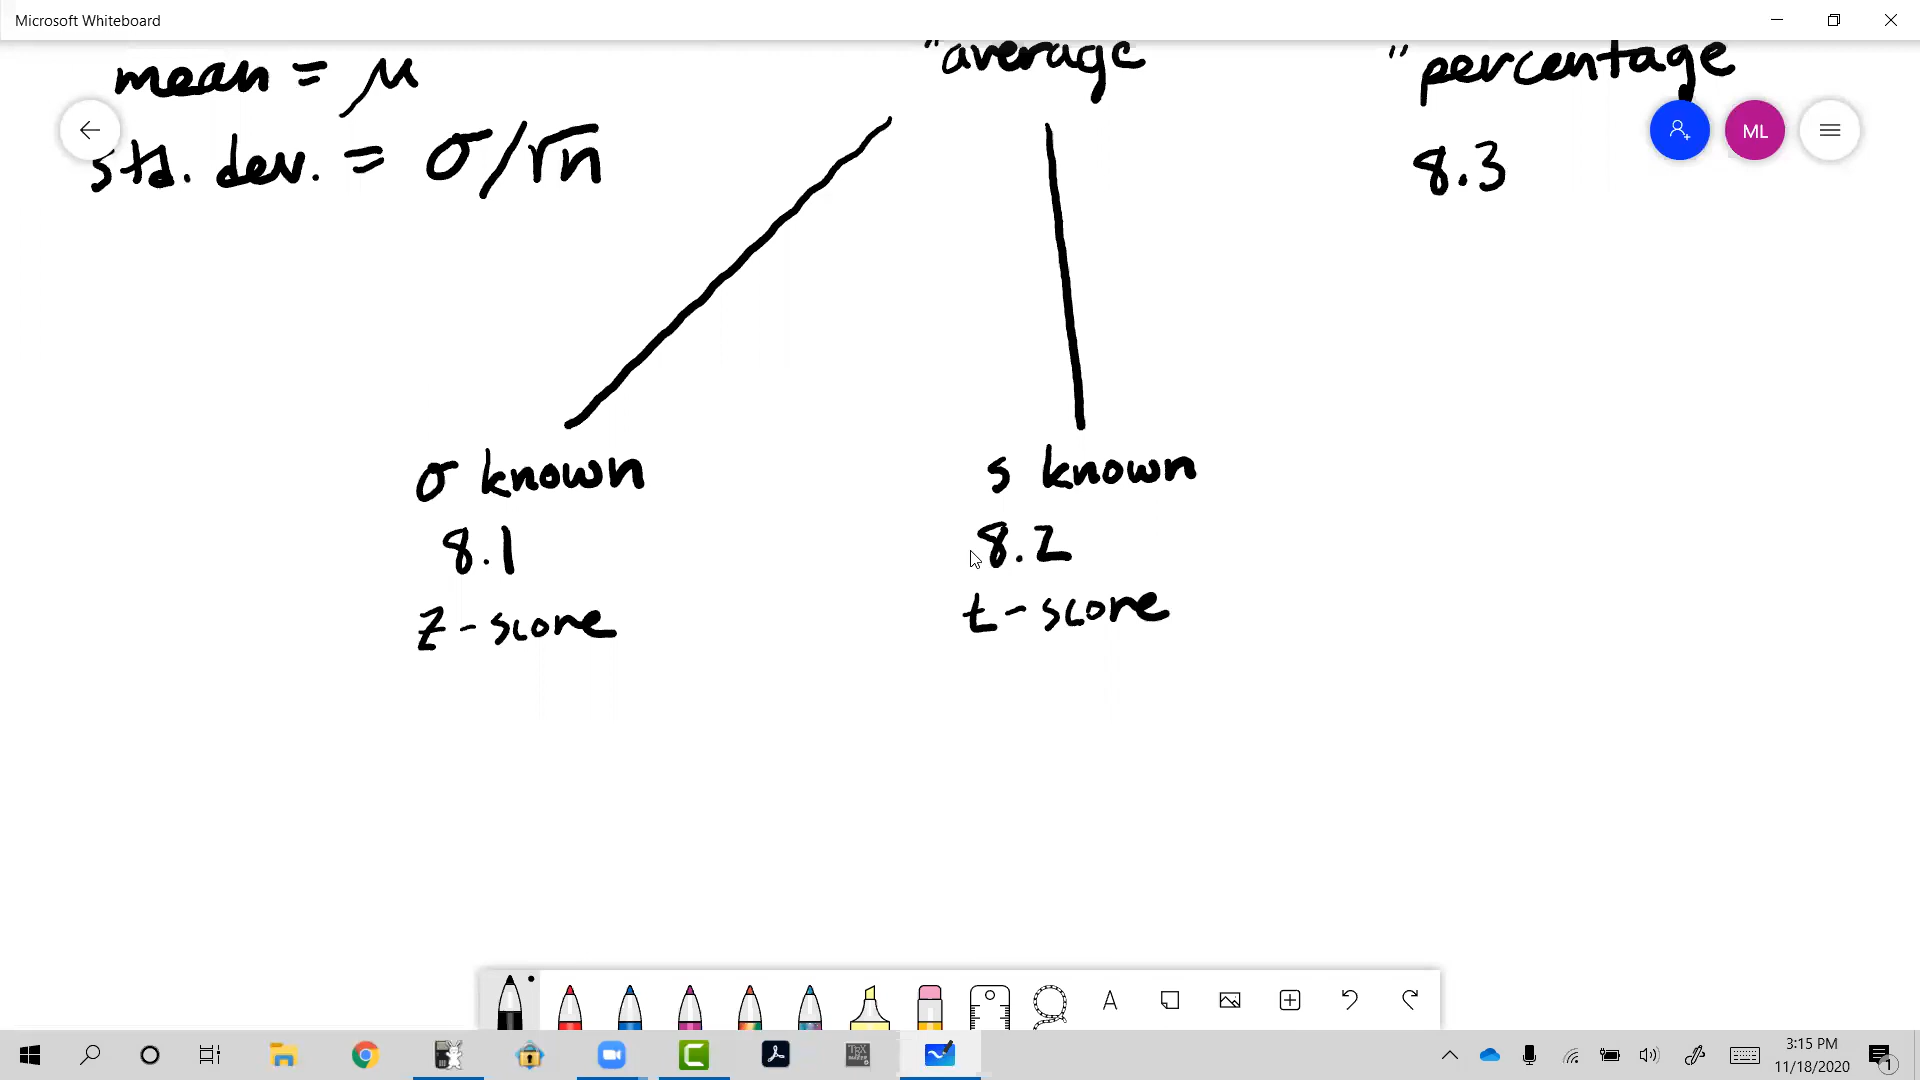 Microsoft Whiteboard
mean = μ
std. dev. = σ/√n
"average
"percentage
ML
8.3
σ known
8.1
z-score
s known
8.2
t-score
A
3:15 PM
11/18/2020
1